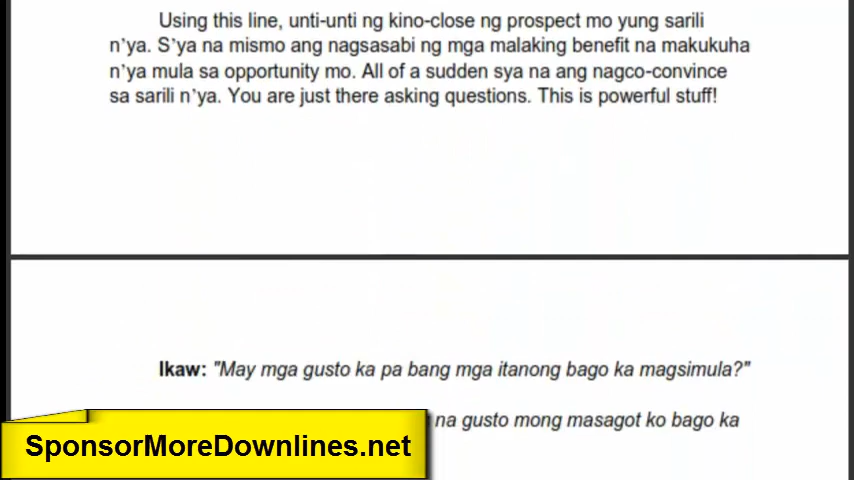 Using this line, unti-unti ng kino-close ng prospect mo yung sarili
n’ya. S’ya na mismo ang nagsasabi ng mga malaking benefit na makukuha
n’ya mula sa opportunity mo. All of a sudden sya na ang nagco-convince
sa sarili n’ya. You are just there asking questions. This is powerful stuff!
Ikaw: "May mga gusto ka pa bang mga itanong bago ka magsimula?"
na gusto mong masagot ko bago ka
SponsorMoreDownlines.net